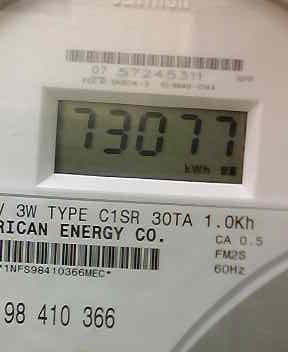 07 57245311
73077
kWh
V 3W TYPE C1SR 30TA 1.0Kh
RICAN ENERGY CO.
CA 0.5
FM2S
60Hz
*1NFS98410366MEC*
98 410 366